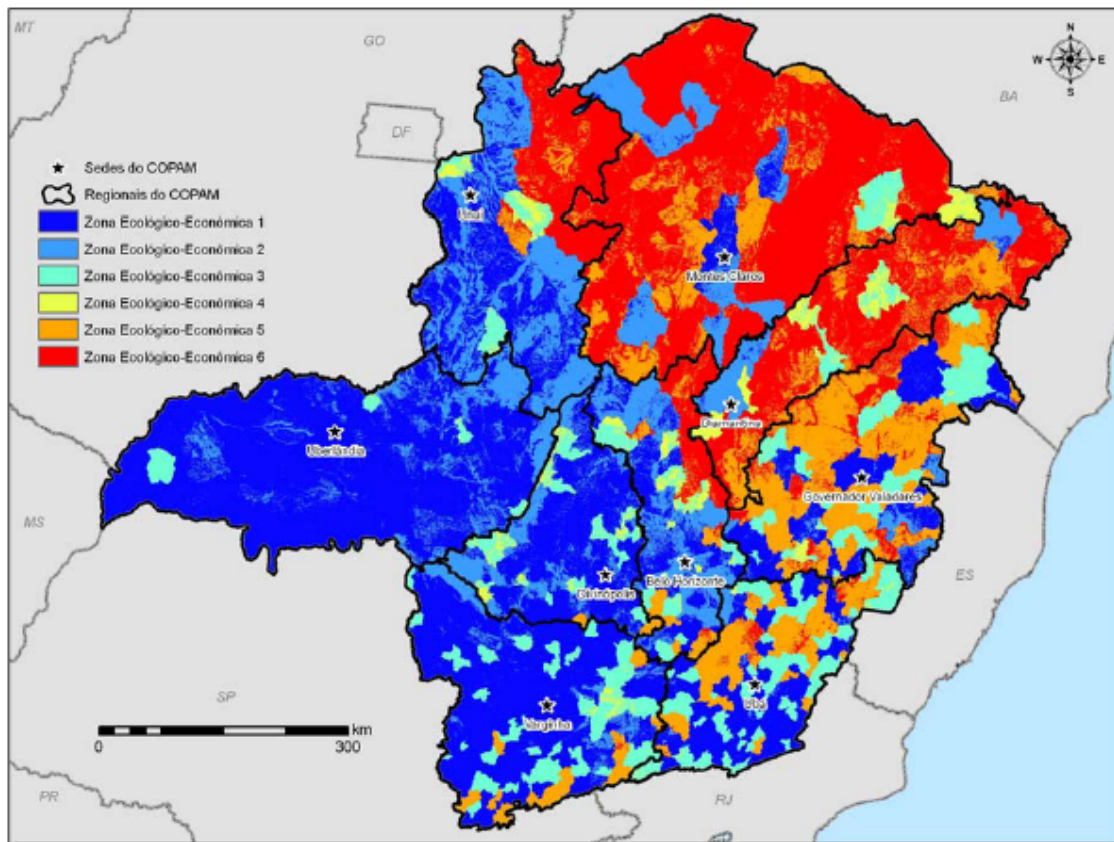 MT
GO
N
W E
S
BA
DF
Sedes do COPAM
Regionais do COPAM
Zona Ecológico-Econômica 1
Zona Ecológico-Econômica 2
Zona Ecológico-Econômica 3
Zona Ecológico-Econômica 4
Zona Ecológico-Econômica 5
Zona Ecológico-Econômica 6
Unaí
Montes Claros
Diamantina
Uberlândia
Governador Valadares
MS
Belo Horizonte
Divinópolis
ES
Ubá
SP
Varginha
km
0 300
PR
RJ